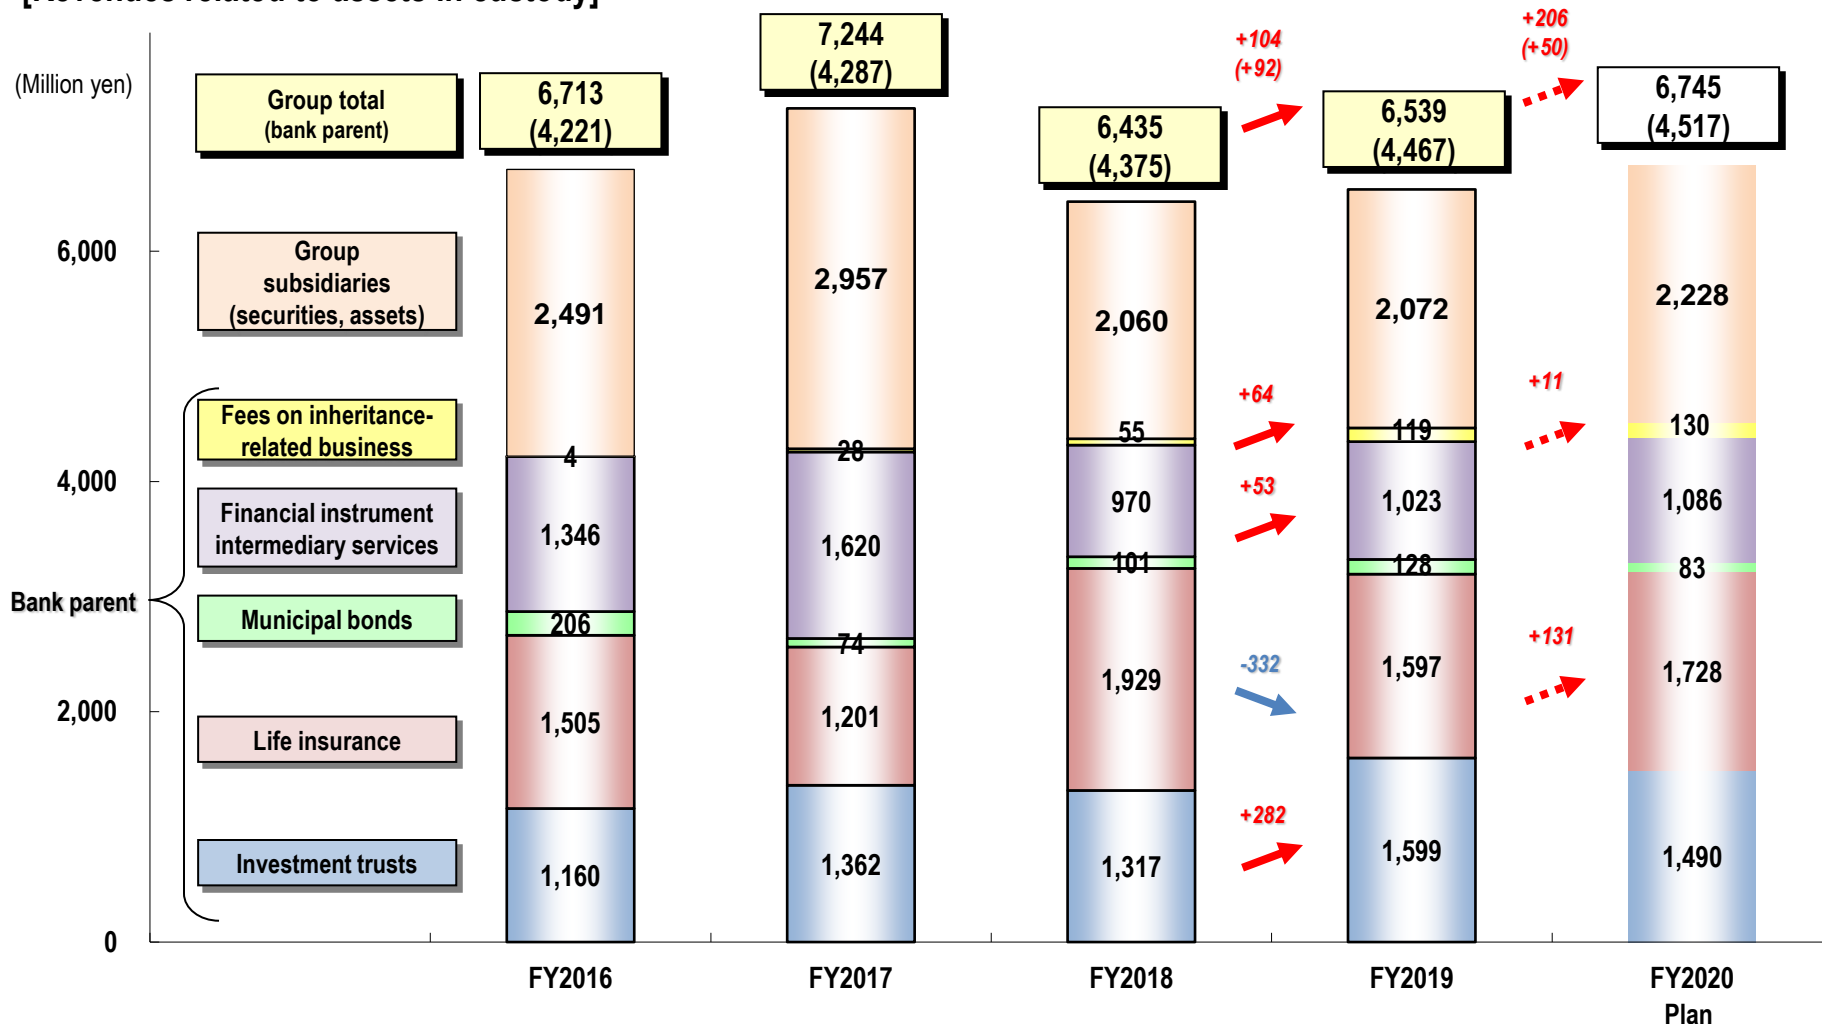 [Revenues related to assets in custody]
(Million yen)
Group total
(bank parent)
6,713
(4,221)
7,244
(4,287)
6,435
(4,375)
+104
(+92)
6,539
(4,467)
+206
(+50)
6,745
(4,517)
6,000
4,000
2,000
0
Group
subsidiaries
(securities, assets)
Fees on inheritance-
related business
Financial instrument
intermediary services
Bank parent
Municipal bonds
Life insurance
Investment trusts
2,491
4
1,346
206
1,505
1,160
2,957
28
1,620
74
1,201
1,362
2,060
55
970
101
1,929
1,317
+64
+53
-332
+282
2,072
119
1,023
128
1,597
1,599
+11
+131
2,228
130
1,086
83
1,728
1,490
FY2016
FY2017
FY2018
FY2019
FY2020
Plan